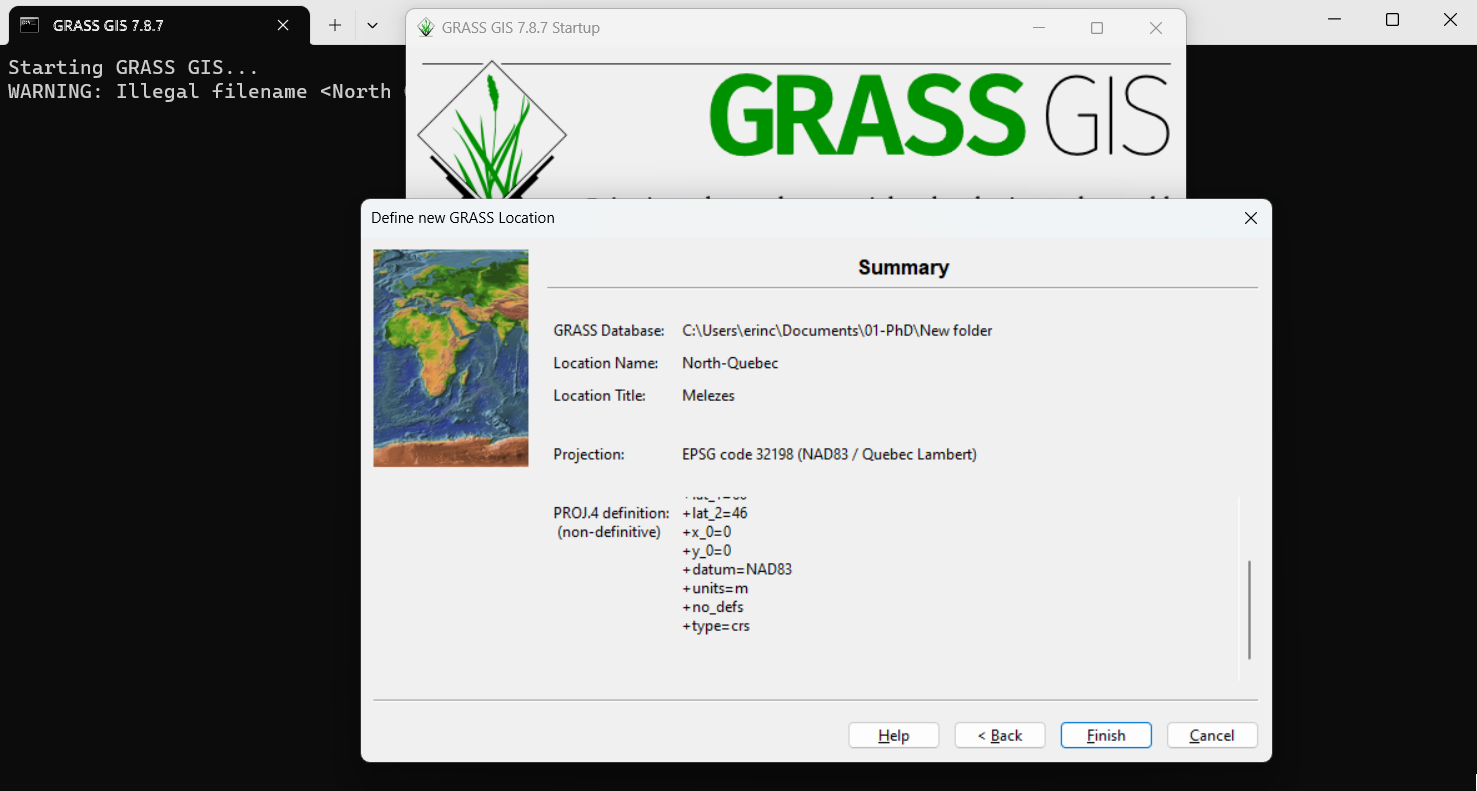 GRASS GIS 7.8.7
GRASS GIS 7.8.7 Startup
Starting GRASS GIS...
WARNING: Illegal filename <North
GRASS GIS
Define new GRASS Location
Summary
GRASS Database: C:\Users\erinc\Documents\01-PhD\New folder
Location Name: North-Quebec
Location Title: Melezes
Projection: EPSG code 32198 (NAD83 / Quebec Lambert)
PROJ.4 definition: +lat_2=46
(non-definitive) +x_0=0
+y_0=0
+datum=NAD83
+units=m
+no_defs
+type=crs
Help
< Back
Finish
Cancel